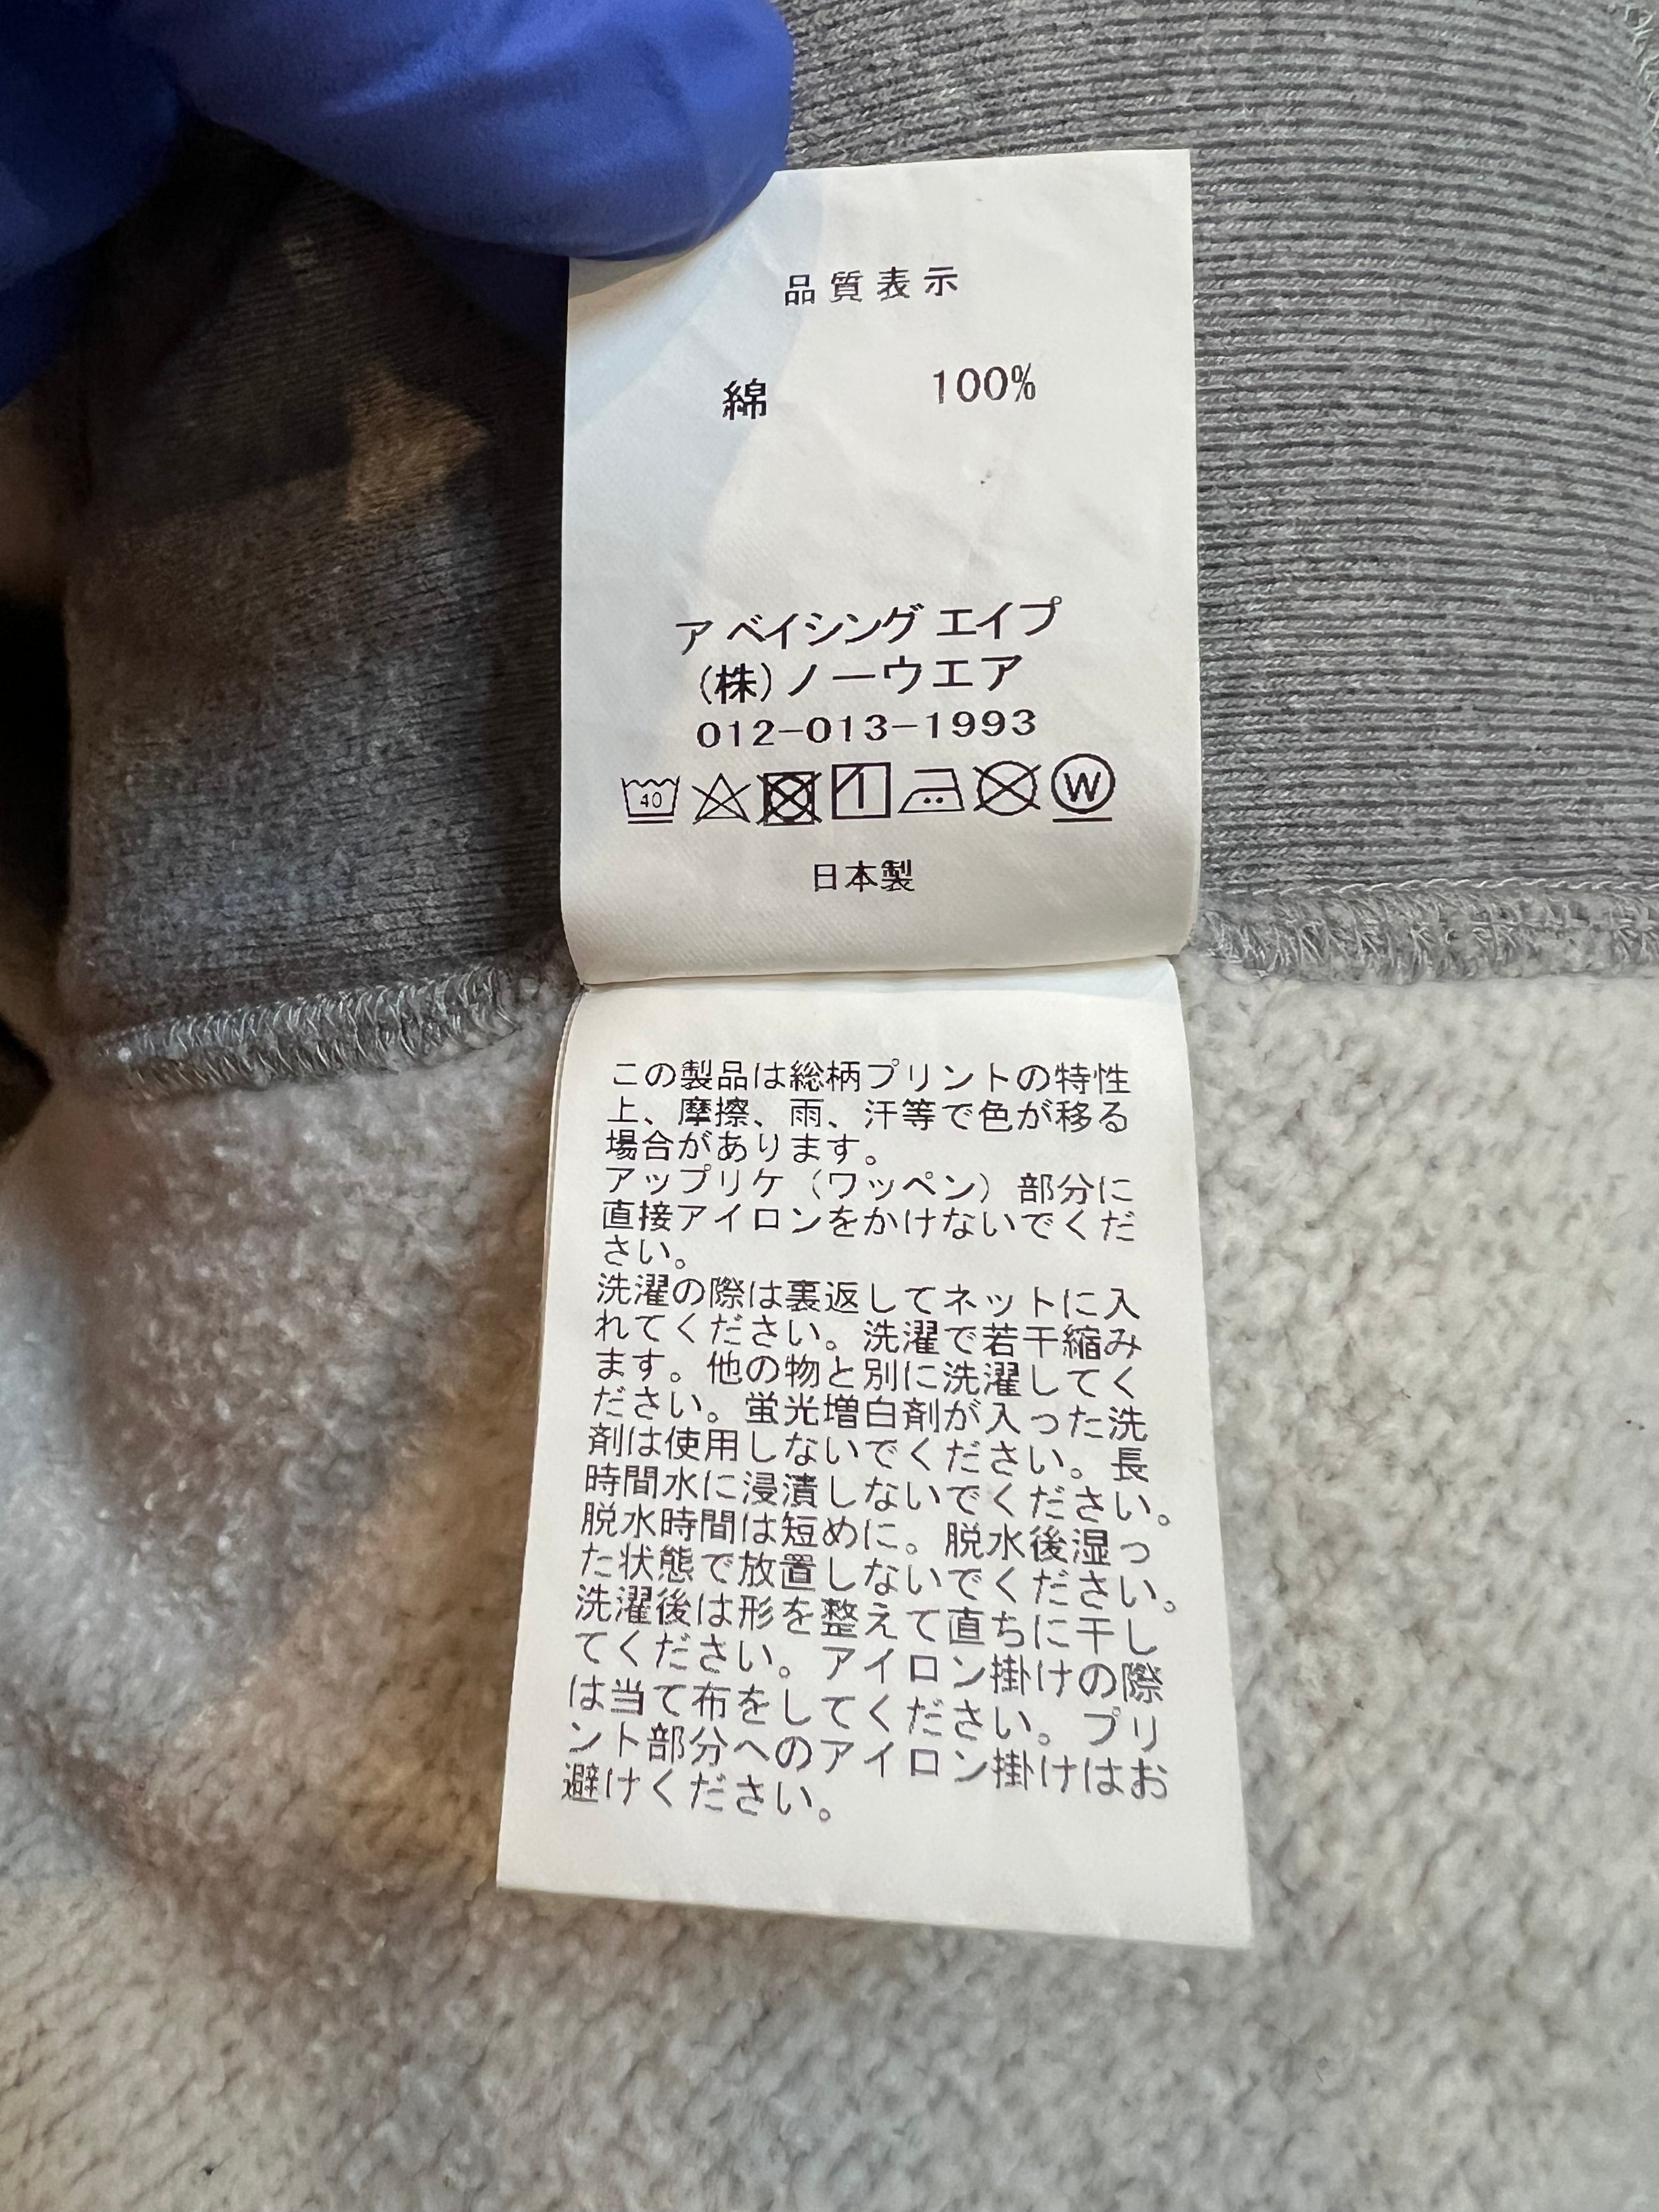 品質表示
綿 100%
ア ベイシング エイプ
(株)ノーウエア
012-013-1993
40 1 W
日本製
この製品は総柄プリントの特性
上、摩擦、雨、汗等で色が移る
場合があります。
アップリケ（ワッペン）部分に
直接アイロンをかけないでくだ
さい。
洗濯の際は裏返してネットに入
れてください。洗濯で若干縮み
ます。他の物と別に洗濯してく
ださい。蛍光増白剤が入った洗
剤は使用しないでください。長
時間水に浸漬しないでください。
脱水時間は短めに。脱水後湿っ
た状態で放置しないでください。
洗濯後は形を整えて直ちに干し
てください。アイロン掛けの際
は当て布をしてください。プリ
ント部分へのアイロン掛けはお
避けください。